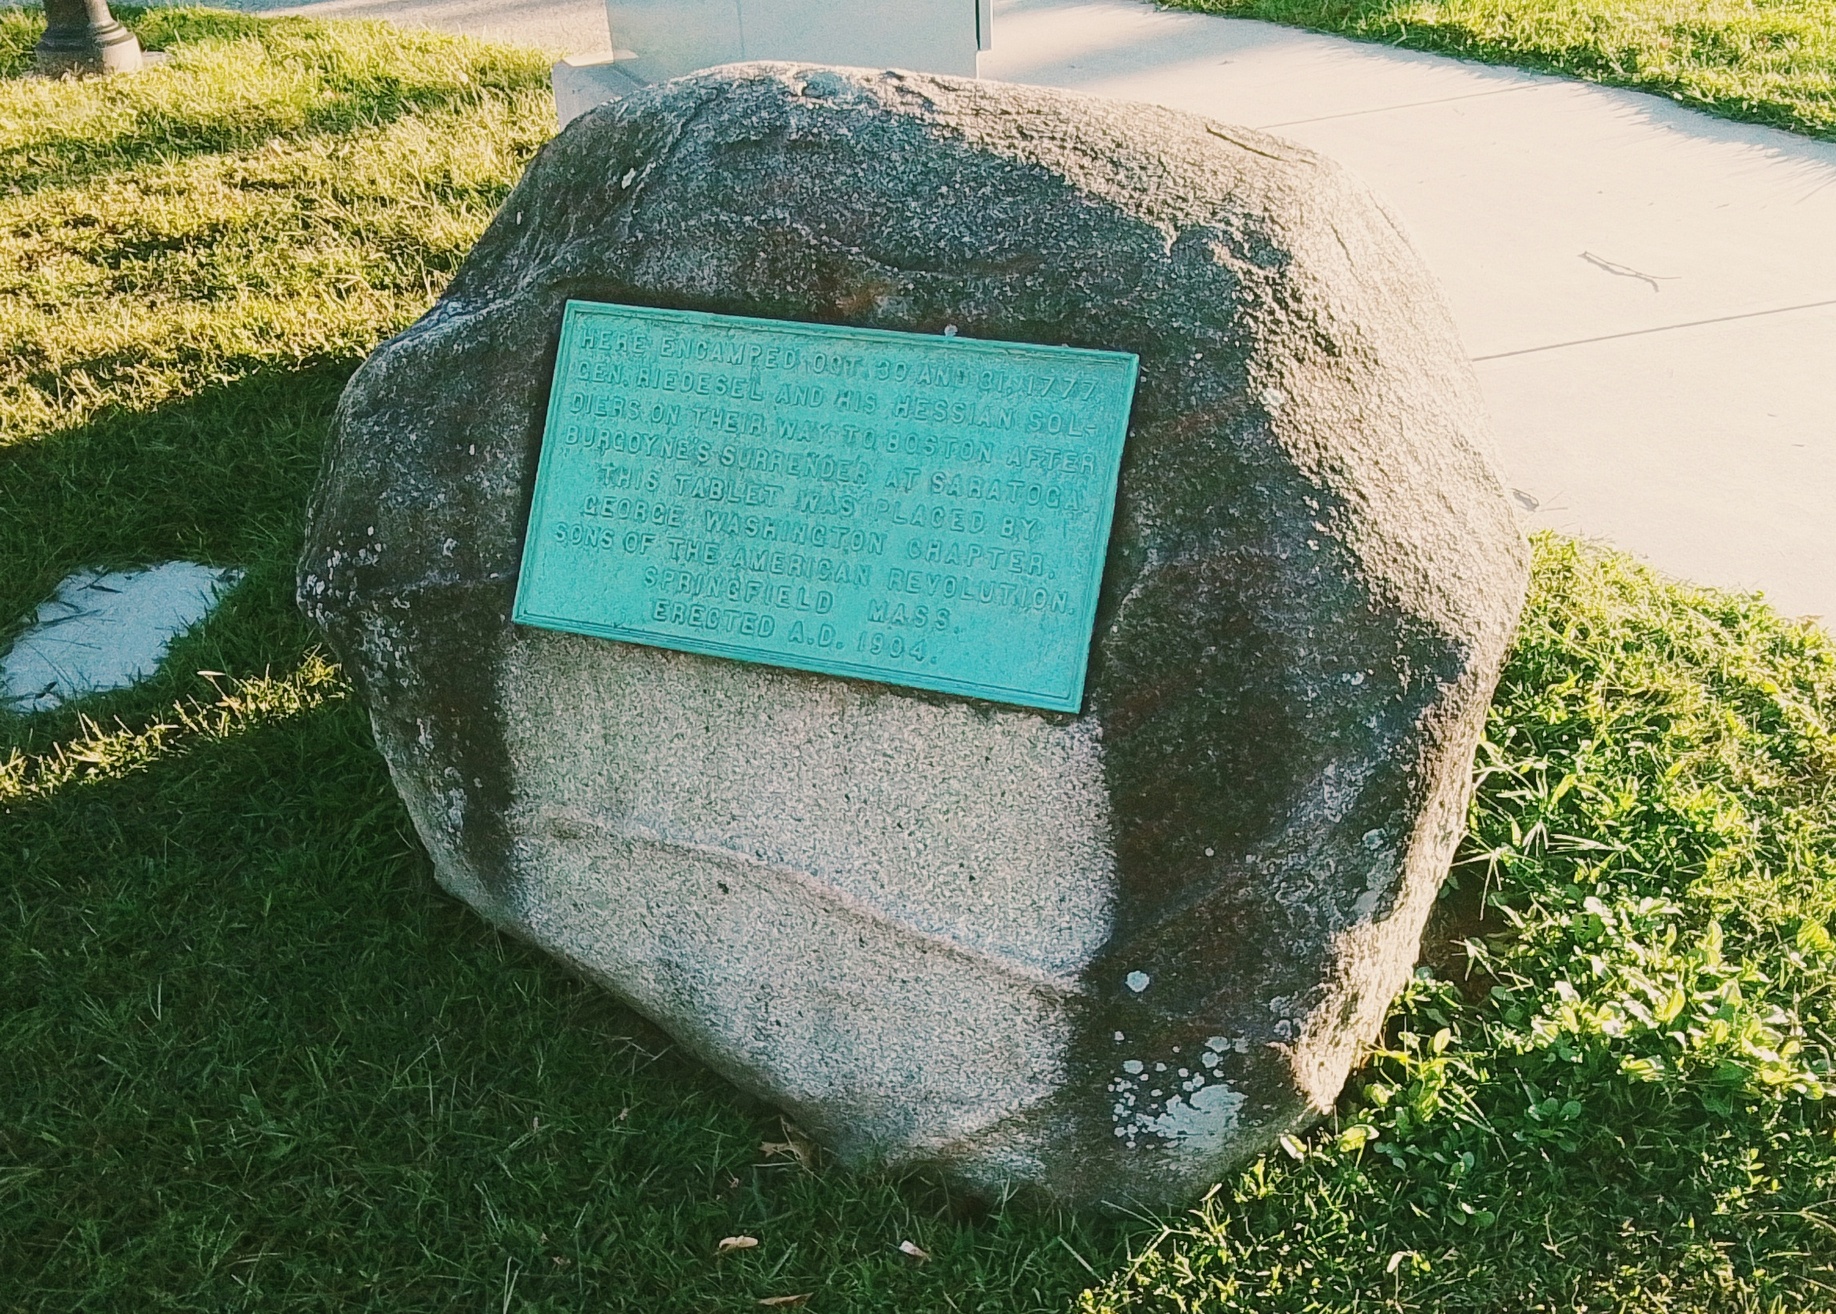 HERE ENCAMPED OCT. 30 AND 31, 1777,
GEN. RIEDESEL AND HIS HESSIAN SOL-
DIERS ON THEIR WAY TO BOSTON AFTER
BURGOYNE'S SURRENDER AT SARATOGA.
THIS TABLET WAS PLACED BY
GEORGE WASHINGTON CHAPTER,
SONS OF THE AMERICAN REVOLUTION.
SPRINGFIELD MASS.
ERECTED A.D. 1904.